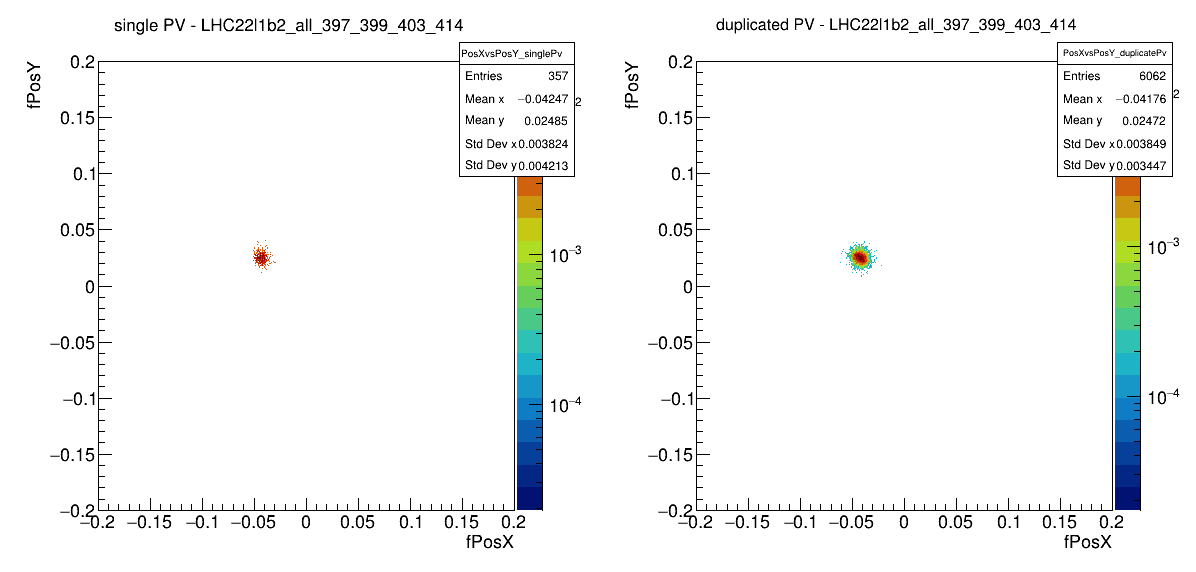 single PV - LHC22l1b2_all_397_399_403_414
PosXvsPosY_singlePv
Entries 357
Mean x −0.04247
Mean y 0.02485
Std Dev x 0.003824
Std Dev y 0.004213
fPosY
0.2
0.15
0.1
0.05
0
−0.05
−0.1
−0.15
−0.2
−0.2 −0.15 −0.1 −0.05 0 0.05 0.1 0.15 0.2
fPosX
2
10−3
10−4
duplicated PV - LHC22l1b2_all_397_399_403_414
PosXvsPosY_duplicatePv
Entries 6062
Mean x −0.04176
Mean y 0.02472
Std Dev x 0.003849
Std Dev y 0.003447
fPosY
0.2
0.15
0.1
0.05
0
−0.05
−0.1
−0.15
−0.2
−0.2 −0.15 −0.1 −0.05 0 0.05 0.1 0.15 0.2
fPosX
2
10−3
10−4